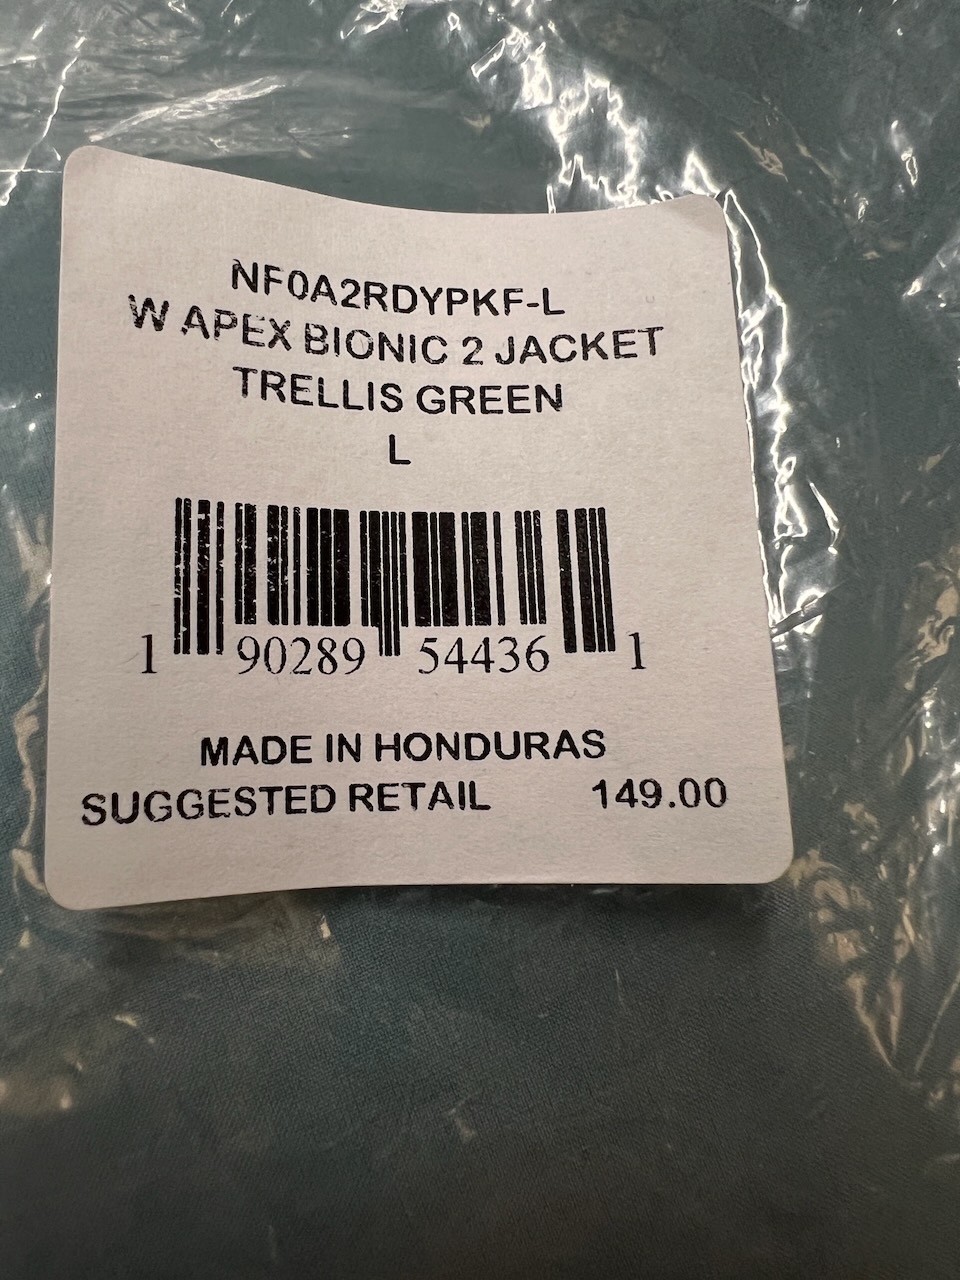 NF0A2RDYPKF-L
W APEX BIONIC 2 JACKET
TRELLIS GREEN
L
1 90289 54436 1
MADE IN HONDURAS
SUGGESTED RETAIL 149.00